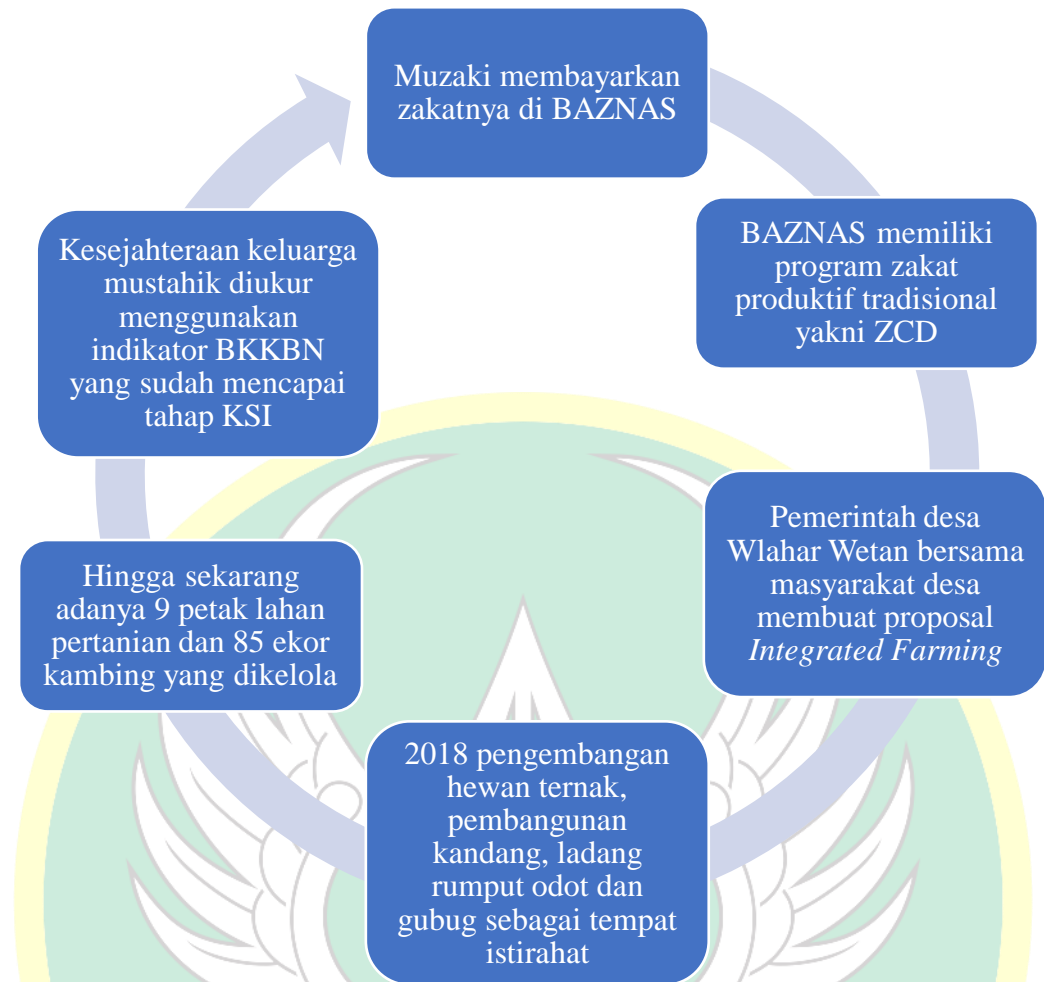 Muzaki membayarkan
zakatnya di BAZNAS
BAZNAS memiliki
program zakat
produktif tradisional
yakni ZCD
Pemerintah desa
Wlahar Wetan bersama
masyarakat desa
membuat proposal
Integrated Farming
2018 pengembangan
hewan ternak,
pembangunan
kandang, ladang
rumput odot dan
gubug sebagai tempat
istirahat
Hingga sekarang
adanya 9 petak lahan
pertanian dan 85 ekor
kambing yang dikelola
Kesejahteraan keluarga
mustahik diukur
menggunakan
indikator BKKBN
yang sudah mencapai
tahap KSI